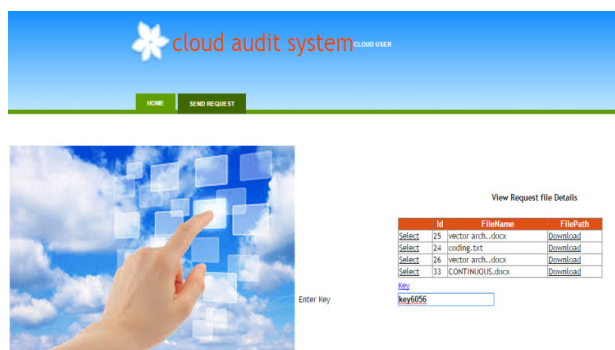 cloud audit system CLOUD USER
HOME SEND REQUEST
View Request file Details
Id FileName FilePath
Select 25 vector arch..docx Download
Select 24 coding.txt Download
Select 26 vector arch..docx Download
Select 33 CONTINUOUS.docx Download
Key
Enter Key key6056